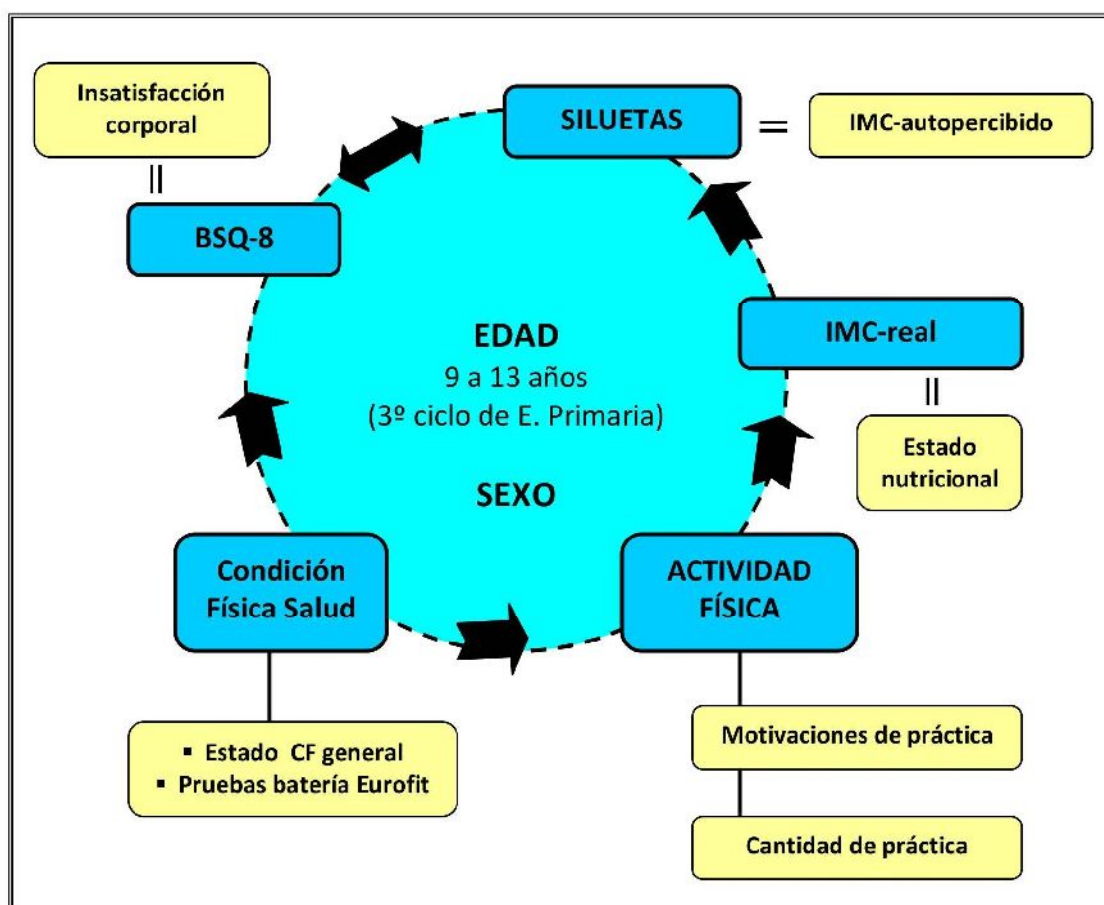 Insatisfacción
corporal
SILUETAS
=
IMC-autopercibido
=
BSQ-8
IMC-real
=
Estado
nutricional
EDAD
9 a 13 años
(3º ciclo de E. Primaria)
SEXO
Condición
Física Salud
ACTIVIDAD
FÍSICA
▪ Estado CF general
▪ Pruebas batería Eurofit
Motivaciones de práctica
Cantidad de práctica